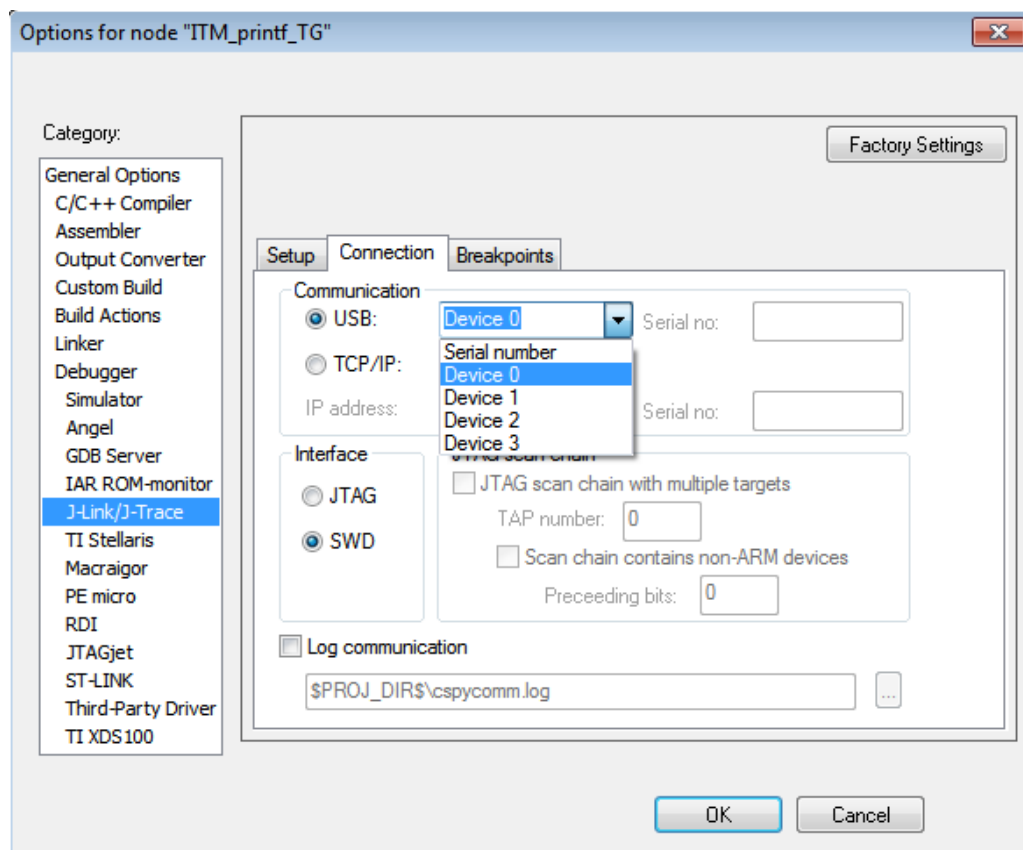 Options for node "ITM_printf_TG"
Category:
General Options
C/C++ Compiler
Assembler
Output Converter
Custom Build
Build Actions
Linker
Debugger
Simulator
Angel
GDB Server
IAR ROM-monitor
J-Link/J-Trace
TI Stellaris
Macraigor
PE micro
RDI
JTAGjet
ST-LINK
Third-Party Driver
TI XDS100
Factory Settings
Setup Connection Breakpoints
Communication
USB: Device 0 Serial no:
Serial number
Device 0
Device 1
Device 2
Device 3
TCP/IP:
IP address: Serial no:
Interface
JTAG
SWD
JTAG scan chain
JTAG scan chain with multiple targets
TAP number: 0
Scan chain contains non-ARM devices
Preceeding bits: 0
Log communication
$PROJ_DIR$\cspycomm.log ...
OK Cancel